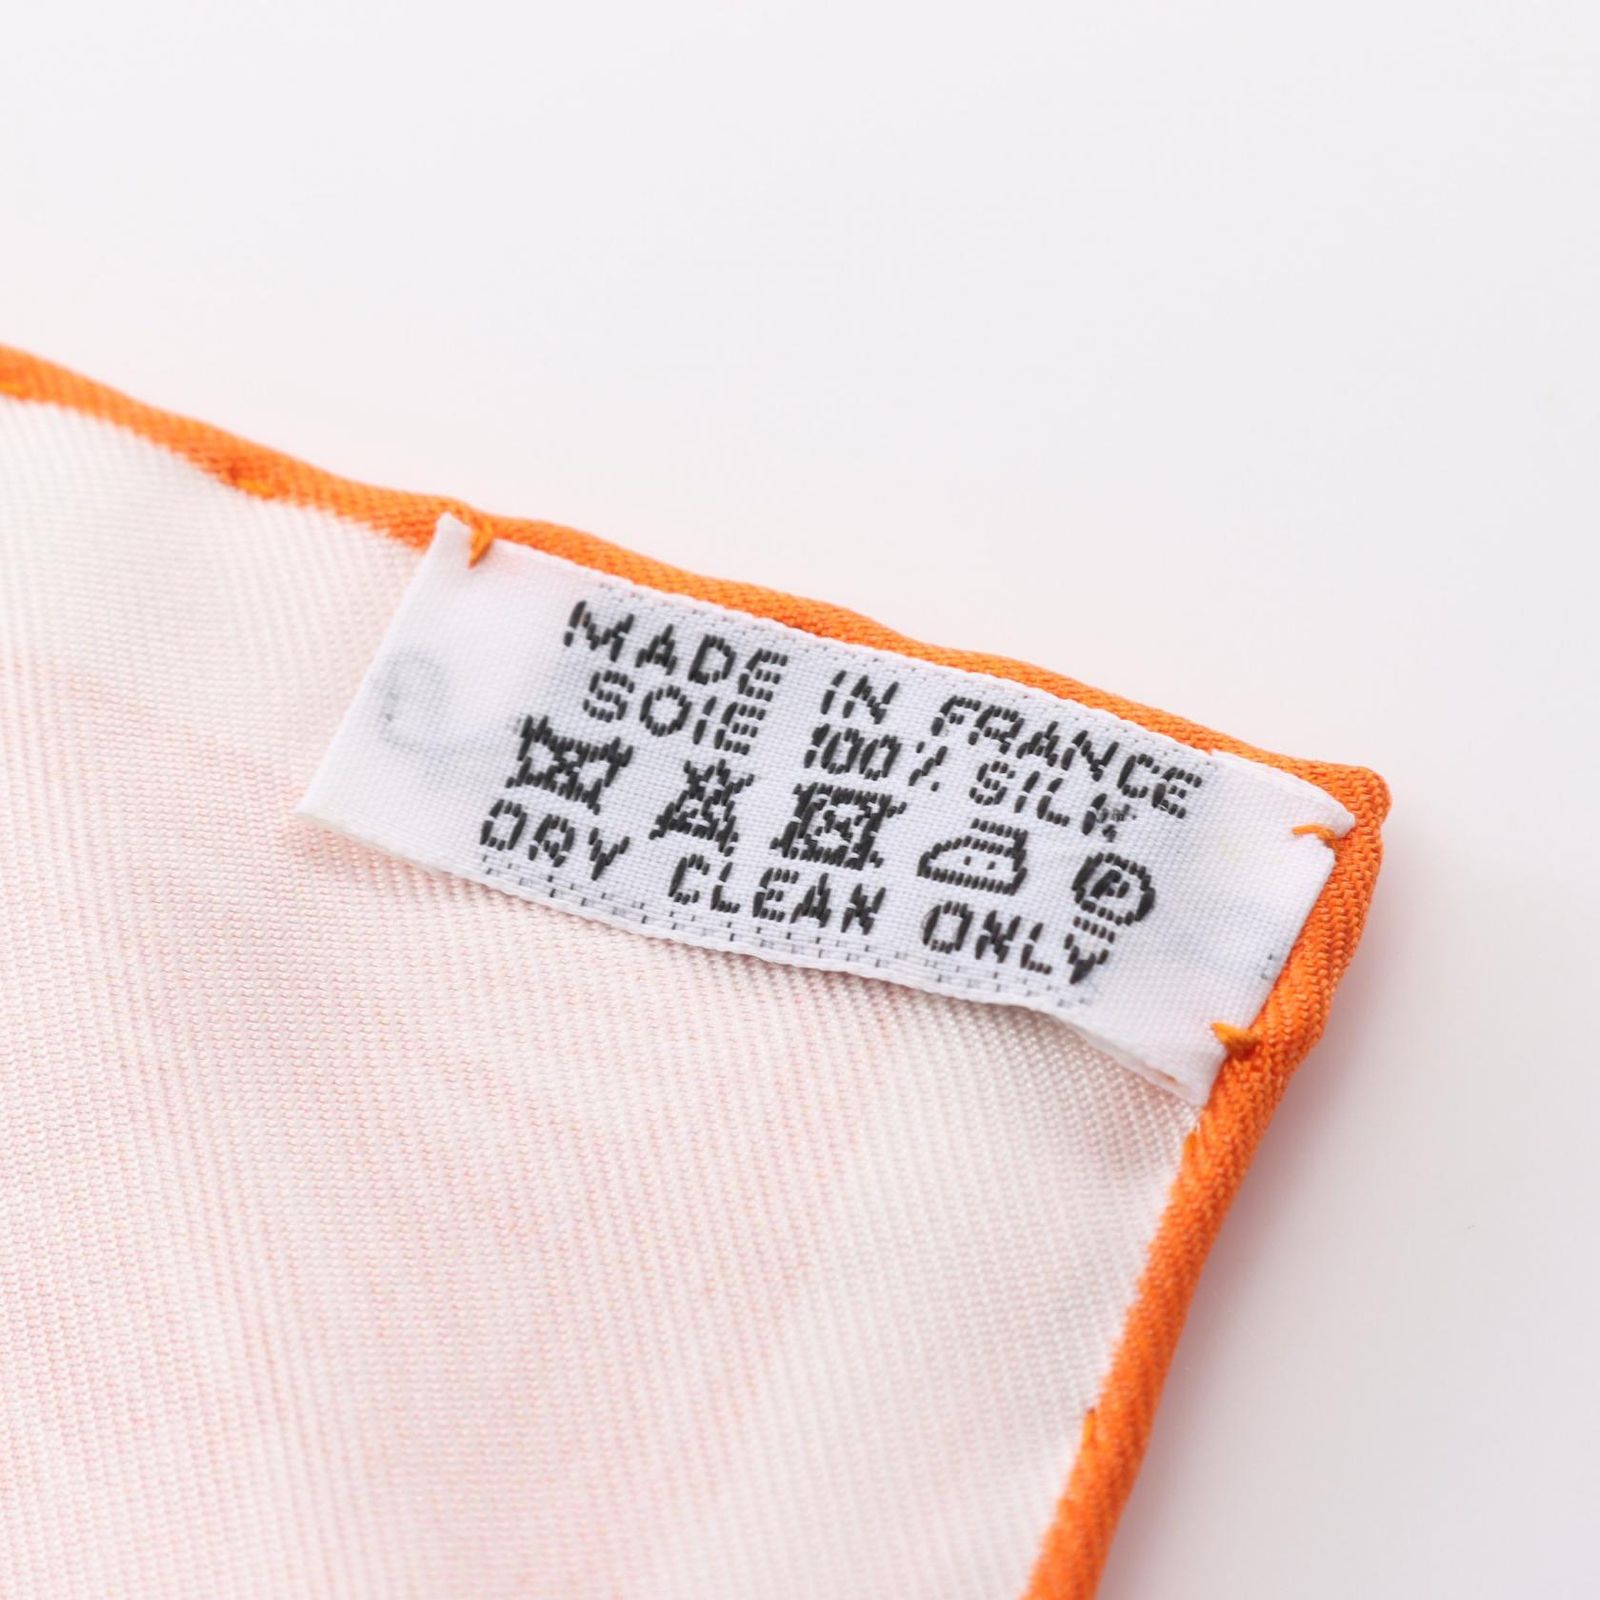 MADE IN FRANCE
SOIE 100% SILK
P
DRY CLEAN ONLY